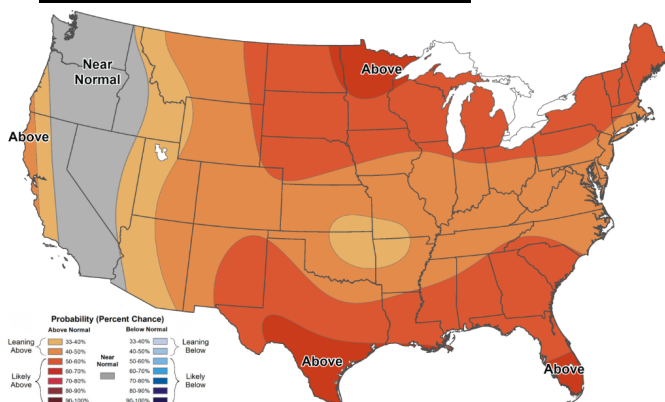 Near
Normal
Above
Above
Above
Above
Probability (Percent Chance)
Above Normal
Below Normal
Leaning
Above
33-40%
40-50%
Likely
Above
50-60%
60-70%
70-80%
80-90%
90-100%
Near
Normal
33-40%
40-50%
Leaning
Below
50-60%
60-70%
70-80%
80-90%
90-100%
Likely
Below